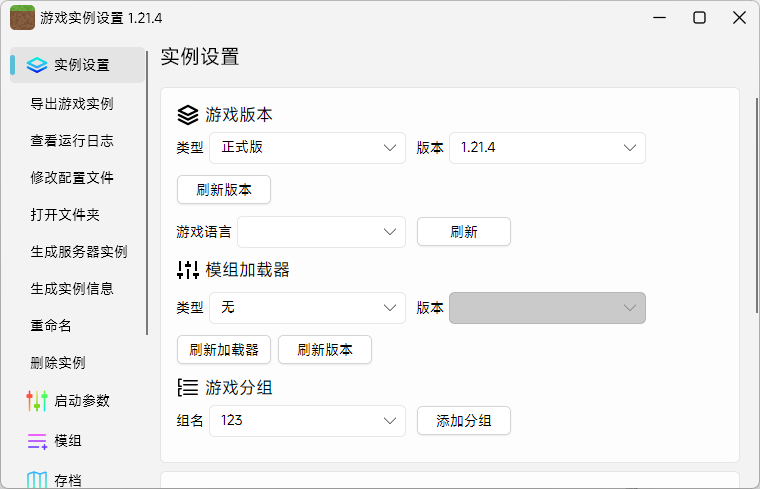 游戏实例设置 1.21.4
实例设置
导出游戏实例
查看运行日志
修改配置文件
打开文件夹
生成服务器实例
生成实例信息
重命名
删除实例
启动参数
模组
存档
实例设置
游戏版本
类型 正式版 版本 1.21.4
刷新版本
游戏语言 刷新
模组加载器
类型 无 版本
刷新加载器 刷新版本
游戏分组
组名 123 添加分组